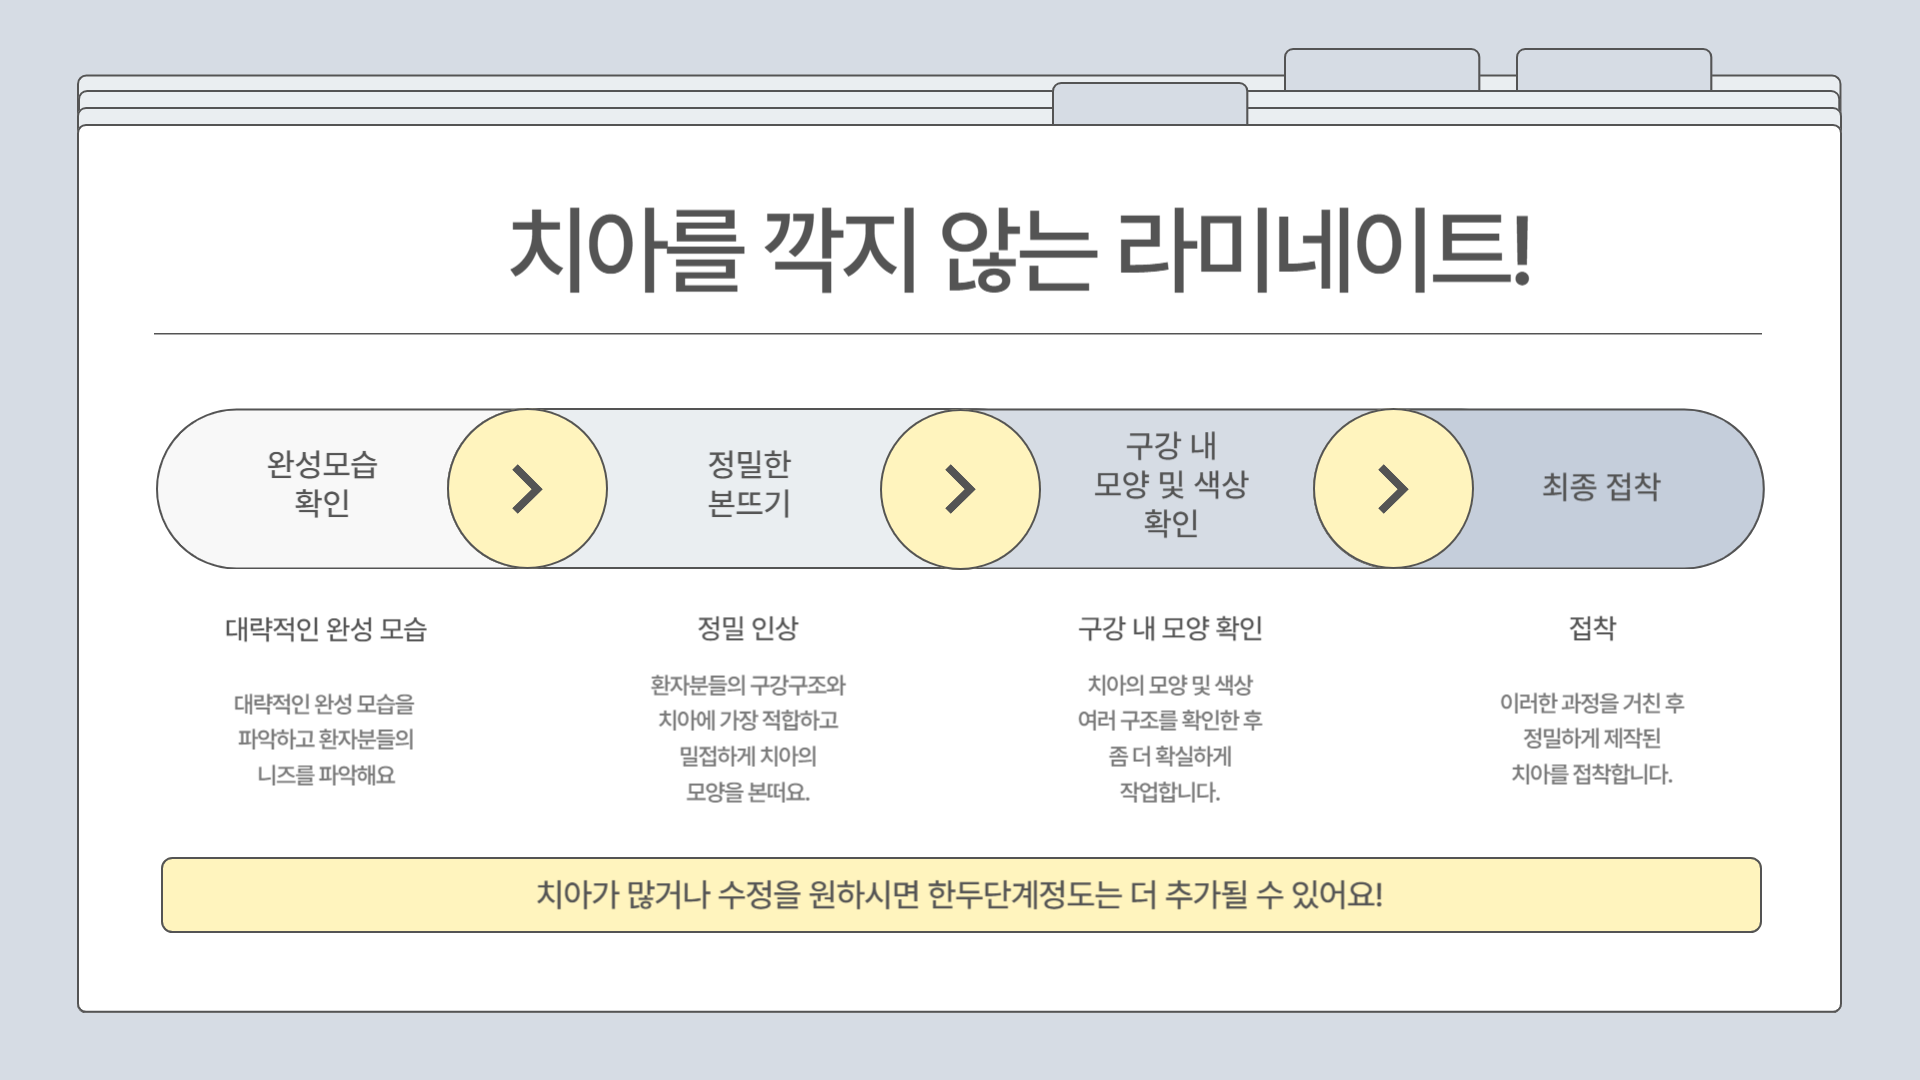 치아를 깍지 않는 라미네이트!
완성모습
확인
정밀한
본뜨기
구강 내
모양 및 색상
확인
최종 접착
대략적인 완성 모습
대략적인 완성 모습을
파악하고 환자분들의
니즈를 파악해요
정밀 인상
환자분들의 구강구조와
치아에 가장 적합하고
밀접하게 치아의
모양을 본떠요.
구강 내 모양 확인
치아의 모양 및 색상
여러 구조를 확인한 후
좀 더 확실하게
작업합니다.
접착
이러한 과정을 거친 후
정밀하게 제작된
치아를 접착합니다.
치아가 많거나 수정을 원하시면 한두단계정도는 더 추가될 수 있어요!